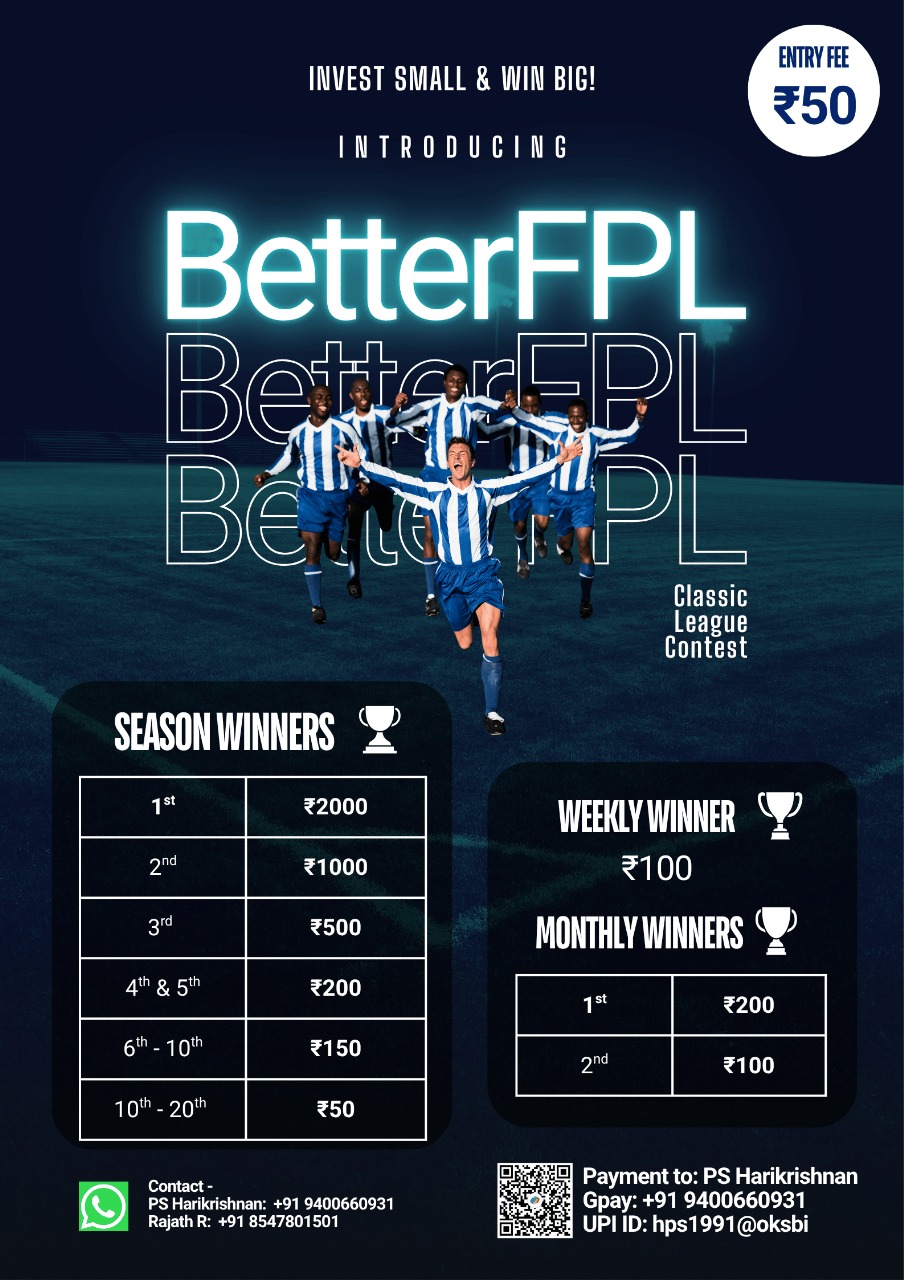 ENTRY FEE
₹50
INVEST SMALL & WIN BIG!
INTRODUCING
BetterFPL
BetterFPL
BetterFPL
Classic
League
Contest
SEASON WINNERS
1st ₹2000
2nd ₹1000
3rd ₹500
4th & 5th ₹200
6th - 10th ₹150
10th - 20th ₹50
WEEKLY WINNER
₹100
MONTHLY WINNERS
1st ₹200
2nd ₹100
Contact -
PS Harikrishnan: +91 9400660931
Rajath R: +91 8547801501
Payment to: PS Harikrishnan
Gpay: +91 9400660931
UPI ID: hps1991@oksbi